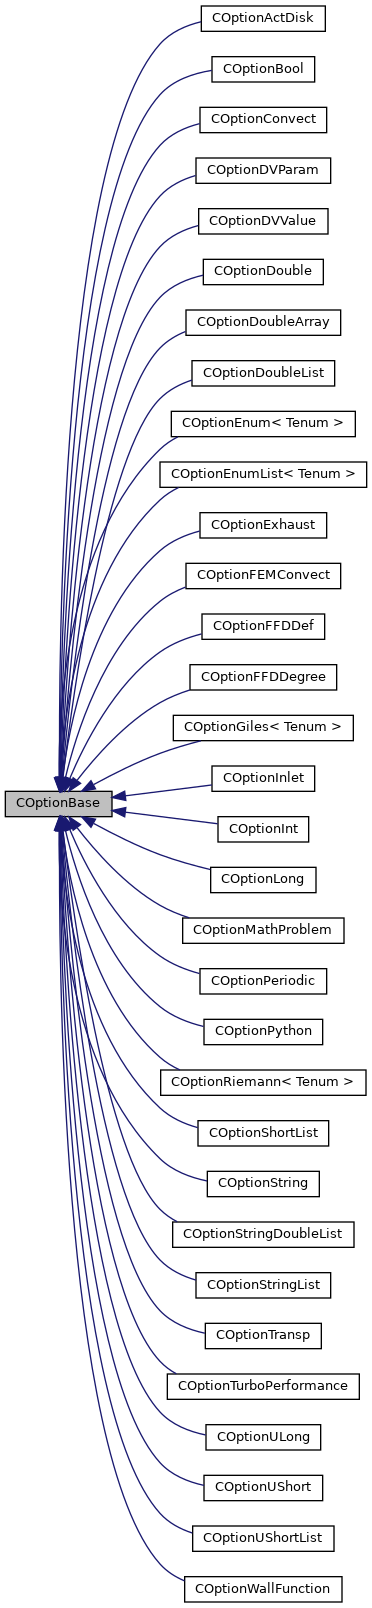 COptionActDisk
COptionBool
COptionConvect
COptionDVParam
COptionDVValue
COptionDouble
COptionDoubleArray
COptionDoubleList
COptionEnum< Tenum >
COptionEnumList< Tenum >
COptionExhaust
COptionFEMConvect
COptionFFDDef
COptionFFDDegree
COptionGiles< Tenum >
COptionInlet
COptionBase
COptionInt
COptionLong
COptionMathProblem
COptionPeriodic
COptionPython
COptionRiemann< Tenum >
COptionShortList
COptionString
COptionStringDoubleList
COptionStringList
COptionTransp
COptionTurboPerformance
COptionULong
COptionUShort
COptionUShortList
COptionWallFunction